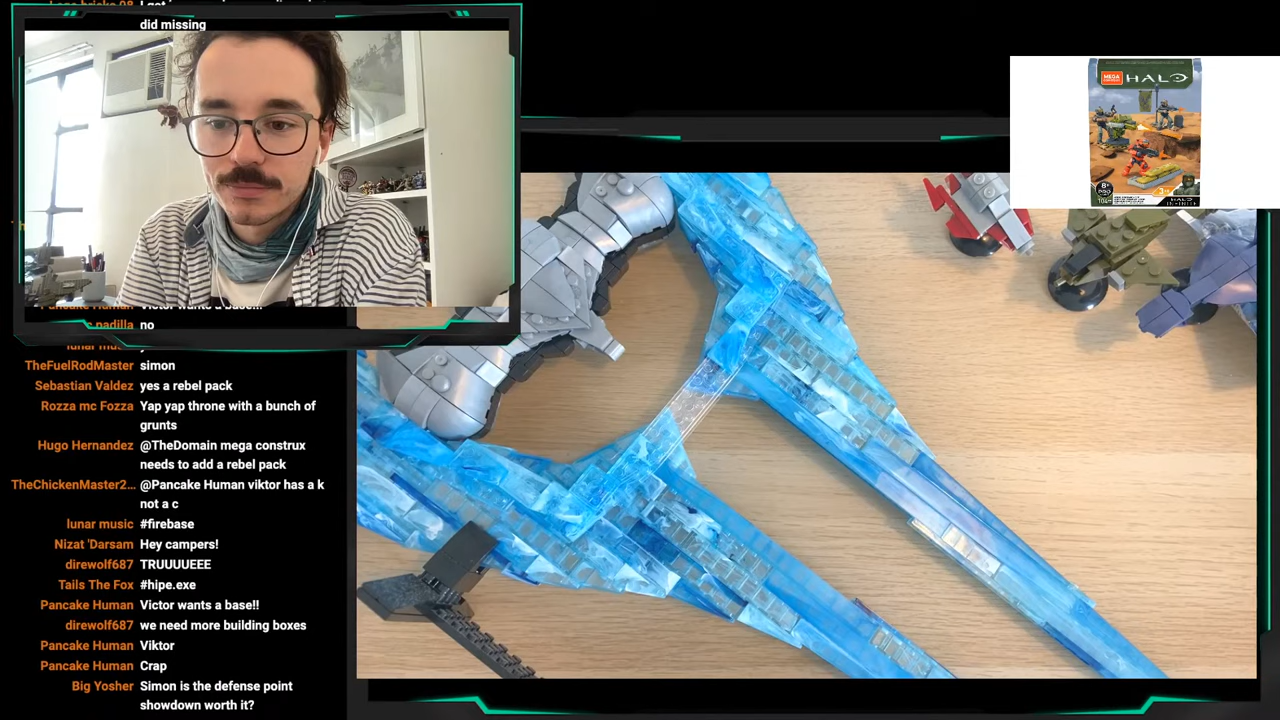 did missing
no
TheFuelRodMaster simon
Sebastian Valdez yes a rebel pack
Rozza mc Fozza Yap yap throne with a bunch of
grunts
Hugo Hernandez @TheDomain mega construx
needs to add a rebel pack
TheChickenMaster2... @Pancake Human viktor has a k
not a c
lunar music #firebase
Nizat 'Darsam Hey campers!
direwolf687 TRUUUUEEE
Tails The Fox #hipe.exe
Pancake Human Victor wants a base!!
direwolf687 we need more building boxes
Pancake Human Viktor
Pancake Human Crap
Big Yosher Simon is the defense point
showdown worth it?
MEGA
HALO
8+
HALO